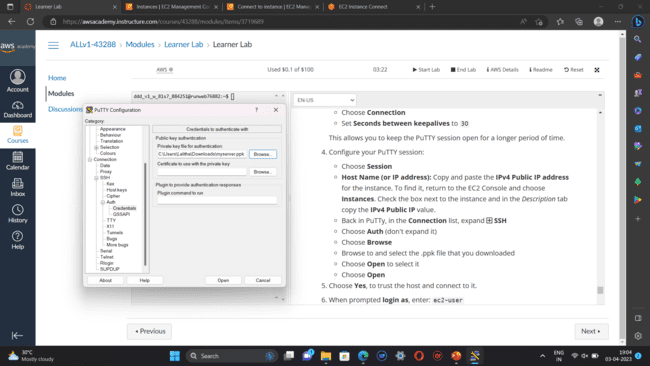 Learner Lab
Instances | EC2 Management Co
Connect to instance | EC2 Manag
EC2 Instance Connect
https://awsacademy.instructure.com/courses/43288/modules/items/3719689
aws
academy
Account
Dashboard
Courses
Calendar
Inbox
History
Help
ALLv1-43288 > Modules > Learner Lab > Learner Lab
Home
Modules
Discussions
AWS
Used $0.1 of $100
03:22
Start Lab
End Lab
AWS Details
Readme
Reset
EN-US
PuTTY Configuration
?
Category:
Appearance
Behaviour
Translation
Selection
Colours
Connection
Data
Proxy
SSH
Kex
Host keys
Cipher
Auth
Credentials
GSSAPI
TTY
X11
Tunnels
Bugs
More bugs
Serial
Telnet
Rlogin
SUPDUP
Credentials to authenticate with
Public-key authentication
Private key file for authentication:
Browse...
Certificate to use with the private key:
Browse...
Plugin to provide authentication responses
Plugin command to run
About
Help
Open
Cancel
Choose Connection
Set Seconds between keepalives to 30
This allows you to keep the PuTTY session open for a longer period of time.
4. Configure your PuTTY session:
Choose Session
Host Name (or IP address): Copy and paste the IPv4 Public IP address
for the instance. To find it, return to the EC2 Console and choose
Instances. Check the box next to the instance and in the Description tab
copy the IPv4 Public IP value.
Back in PuTTy, in the Connection list, expand SSH
Choose Auth (don't expand it)
Choose Browse
Browse to and select the .ppk file that you downloaded
Choose Open to select it
Choose Open
5. Choose Yes, to trust the host and connect to it.
6. When prompted login as, enter: ec2-user
Previous
Next
30°C
Mostly cloudy
Search
ENG
IN
19:04
03-04-2023